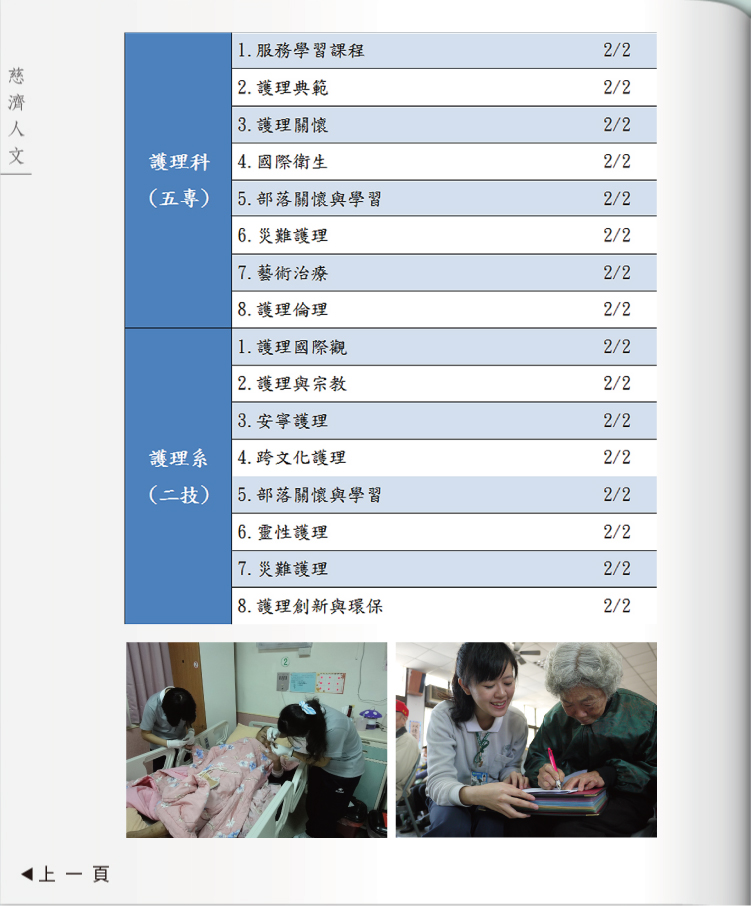 慈濟人文
護理科
（五專）
1.服務學習課程 2/2
2.護理典範 2/2
3.護理關懷 2/2
4.國際衛生 2/2
5.部落關懷與學習 2/2
6.災難護理 2/2
7.藝術治療 2/2
8.護理倫理 2/2
護理系
（二技）
1.護理國際觀 2/2
2.護理與宗教 2/2
3.安寧護理 2/2
4.跨文化護理 2/2
5.部落關懷與學習 2/2
6.靈性護理 2/2
7.災難護理 2/2
8.護理創新與環保 2/2
2
◀上一頁